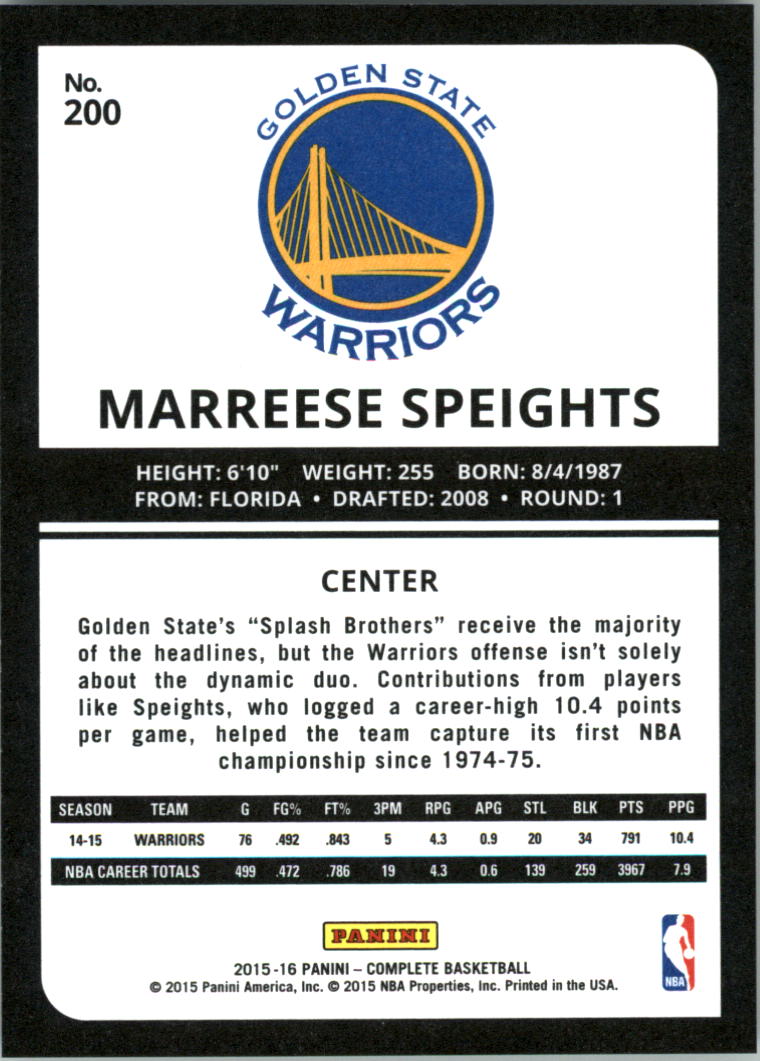 No.
200
GOLDEN STATE
WARRIORS
MARREESE SPEIGHTS
HEIGHT: 6'10" WEIGHT: 255 BORN: 8/4/1987
FROM: FLORIDA • DRAFTED: 2008 • ROUND: 1
CENTER
Golden State's “Splash Brothers” receive the majority
of the headlines, but the Warriors offense isn't solely
about the dynamic duo. Contributions from players
like Speights, who logged a career-high 10.4 points
per game, helped the team capture its first NBA
championship since 1974-75.
SEASON TEAM G FG% FT% 3PM RPG APG STL BLK PTS PPG
14-15 WARRIORS 76 .492 .843 5 4.3 0.9 20 34 791 10.4
NBA CAREER TOTALS 499 .472 .786 19 4.3 0.6 139 259 3967 7.9
PANINI
NBA
2015-16 PANINI – COMPLETE BASKETBALL
© 2015 Panini America, Inc. © 2015 NBA Properties, Inc. Printed in the USA.